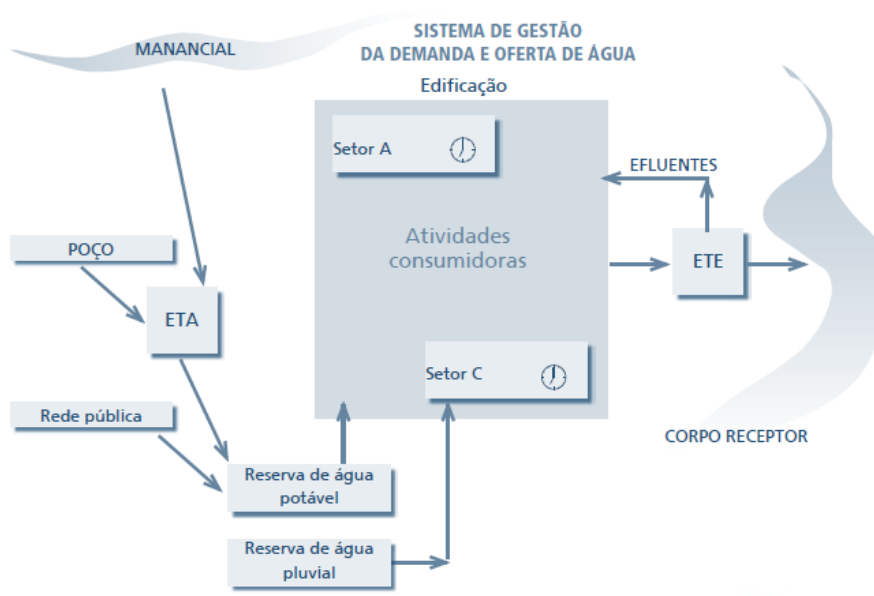 SISTEMA DE GESTÃO
DA DEMANDA E OFERTA DE ÁGUA
MANANCIAL
Edificação
Setor A
EFLUENTES
POÇO
Atividades
consumidoras
ETE
ETA
Setor C
Rede pública
CORPO RECEPTOR
Reserva de água
potável
Reserva de água
pluvial